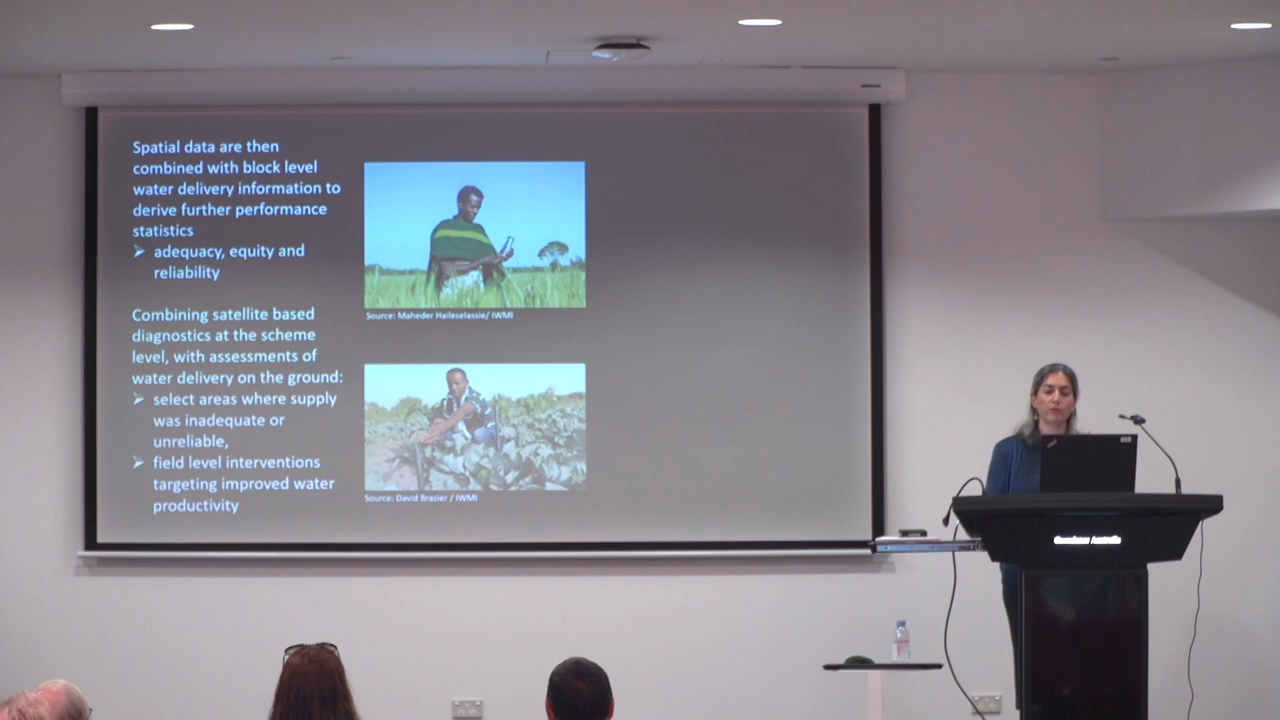 Spatial data are then
combined with block level
water delivery information to
derive further performance
statistics
➢ adequacy, equity and
reliability
Combining satellite based
diagnostics at the scheme
level, with assessments of
water delivery on the ground:
➢ select areas where supply
was inadequate or
unreliable,
➢ field level interventions
targeting improved water
productivity
Source: Maheder Haileselassie/ IWMI
Source: David Brazier / IWMI
Geoscience Australia